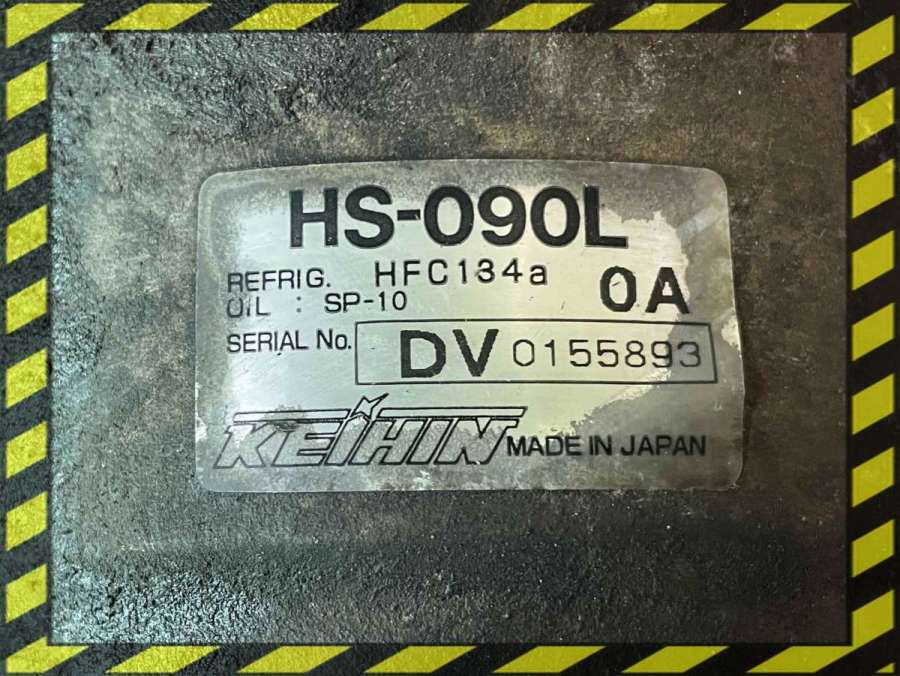 HS-090L
REFRIG. HFC134a
OIL : SP-10 0A
SERIAL No. DV 0155893
KEIHIN MADE IN JAPAN